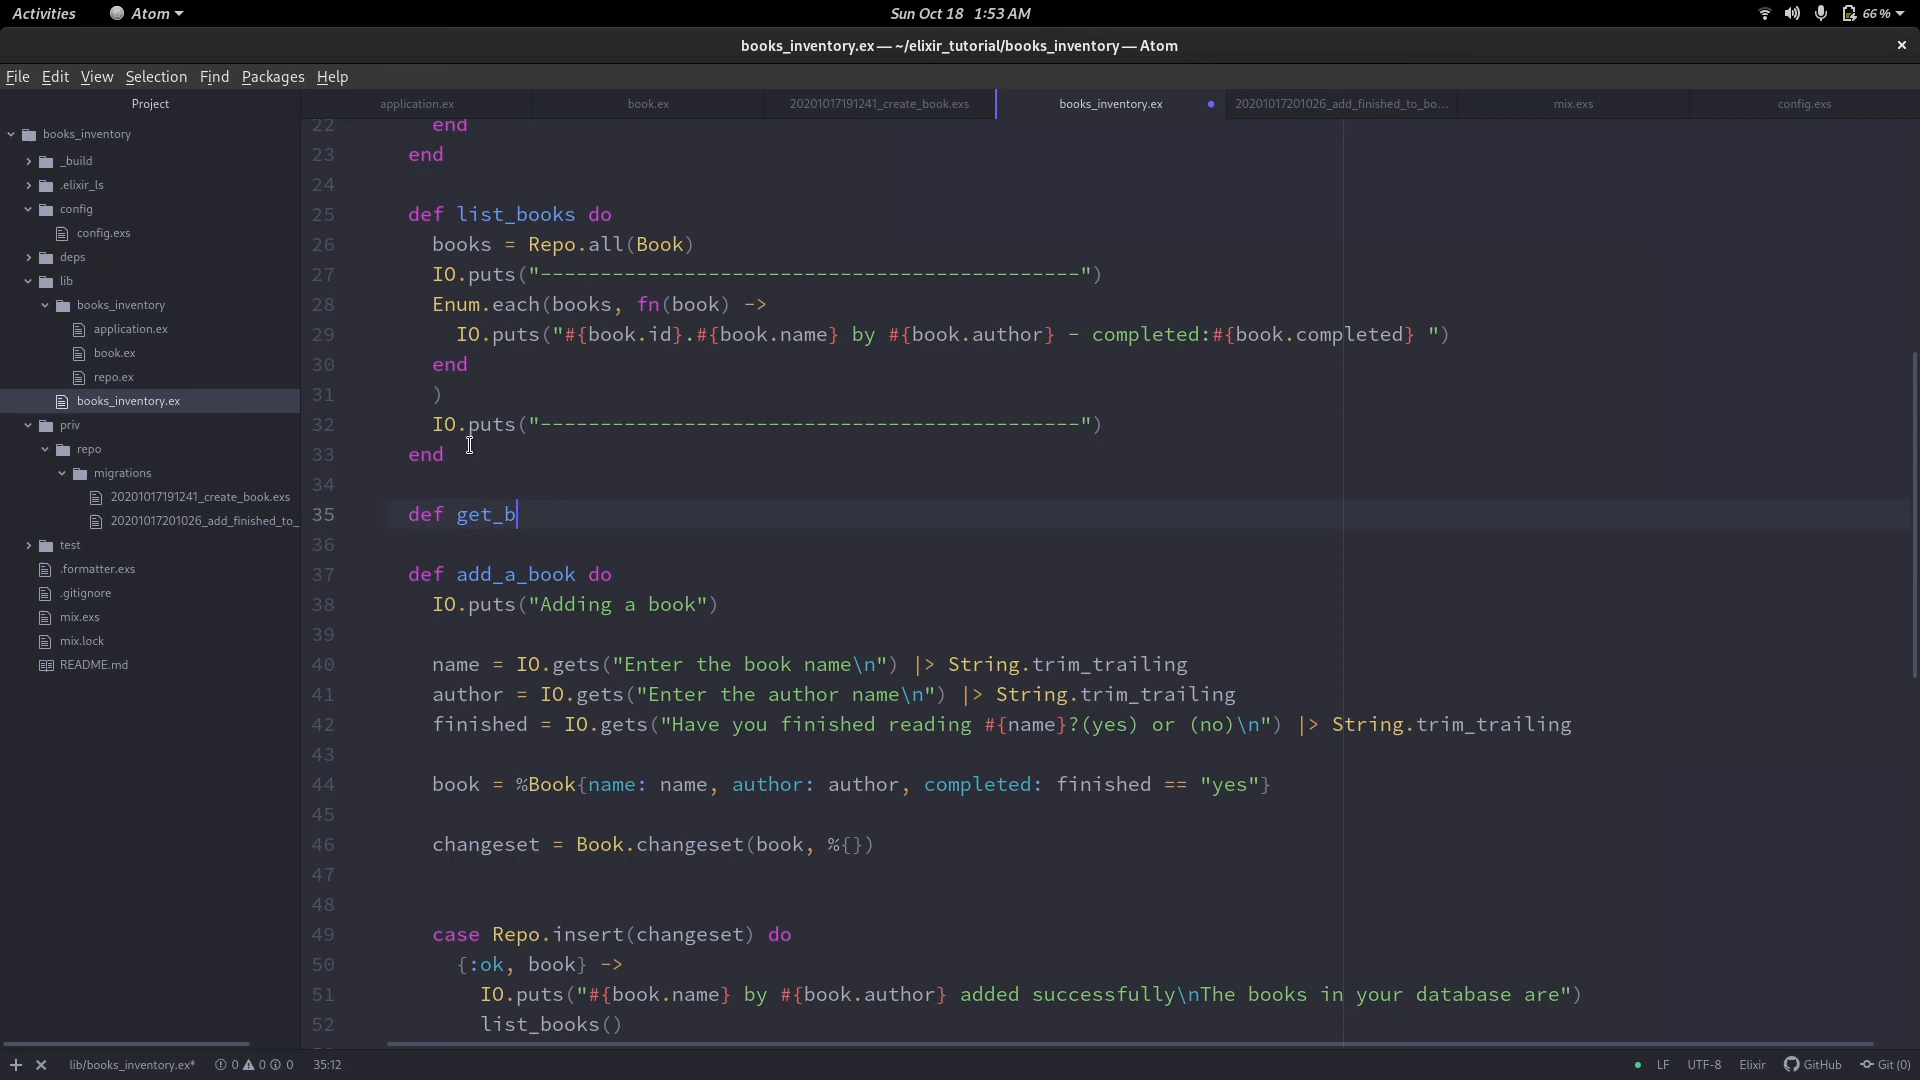 Activities Atom Sun Oct 18 1:53 AM 66%
books_inventory.ex — ~/elixir_tutorial/books_inventory — Atom
File Edit View Selection Find Packages Help
Project application.ex book.ex 20201017191241_create_book.exs books_inventory.ex 20201017201026_add_finished_to_bo... mix.exs config.exs
books_inventory
_build
.elixir_ls
config
config.exs
deps
lib
books_inventory
application.ex
book.ex
repo.ex
books_inventory.ex
priv
repo
migrations
20201017191241_create_book.exs
20201017201026_add_finished_to_
test
.formatter.exs
.gitignore
mix.exs
mix.lock
README.md
22 end
23 end
24
25 def list_books do
26 books = Repo.all(Book)
27 IO.puts("---------------------------------------------")
28 Enum.each(books, fn(book) ->
29 IO.puts("#{book.id}.#{book.name} by #{book.author} - completed:#{book.completed} ")
30 end
31 )
32 IO.puts("---------------------------------------------")
33 end
34
35 def get_b
36
37 def add_a_book do
38 IO.puts("Adding a book")
39
40 name = IO.gets("Enter the book name\n") |> String.trim_trailing
41 author = IO.gets("Enter the author name\n") |> String.trim_trailing
42 finished = IO.gets("Have you finished reading #{name}?(yes) or (no)\n") |> String.trim_trailing
43
44 book = %Book{name: name, author: author, completed: finished == "yes"}
45
46 changeset = Book.changeset(book, %{})
47
48
49 case Repo.insert(changeset) do
50 {:ok, book} ->
51 IO.puts("#{book.name} by #{book.author} added successfully\nThe books in your database are")
52 list_books()
lib/books_inventory.ex* 0 0 0 35:12 LF UTF-8 Elixir GitHub Git (0)